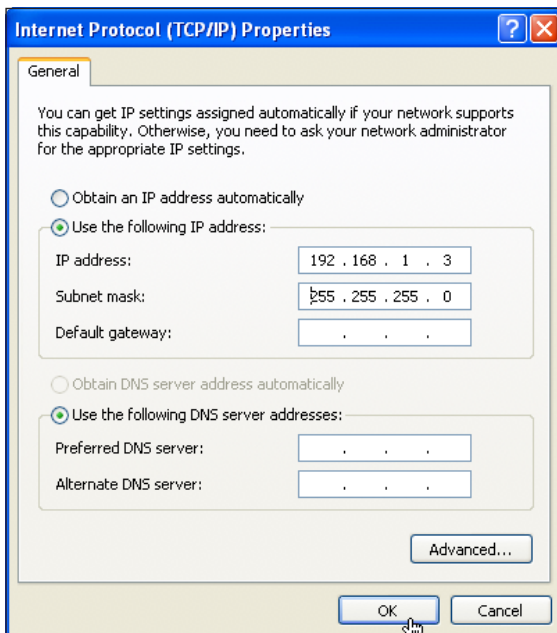 Internet Protocol (TCP/IP) Properties
General
You can get IP settings assigned automatically if your network supports
this capability. Otherwise, you need to ask your network administrator
for the appropriate IP settings.
Obtain an IP address automatically
Use the following IP address:
IP address: 192 . 168 . 1 . 3
Subnet mask: 255 . 255 . 255 . 0
Default gateway: . . .
Obtain DNS server address automatically
Use the following DNS server addresses:
Preferred DNS server: . . .
Alternate DNS server: . . .
Advanced...
OK Cancel